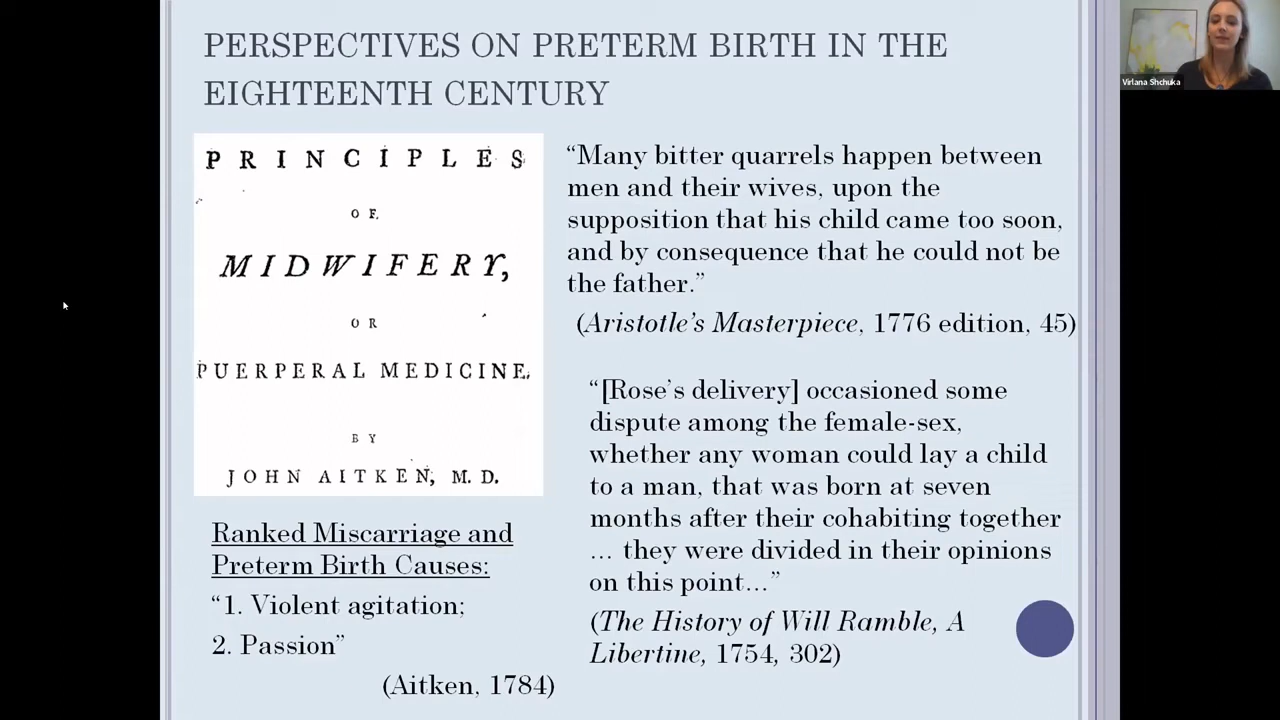 PERSPECTIVES ON PRETERM BIRTH IN THE
EIGHTEENTH CENTURY
Virlana Shchuka
PRINCIPLES
OF
MIDWIFERY,
OR
PUERPERAL MEDICINE,
BY
JOHN AITKEN, M. D.
Ranked Miscarriage and
Preterm Birth Causes:
“1. Violent agitation;
2. Passion”
(Aitken, 1784)
“Many bitter quarrels happen between
men and their wives, upon the
supposition that his child came too soon,
and by consequence that he could not be
the father.”
(Aristotle’s Masterpiece, 1776 edition, 45)
“[Rose’s delivery] occasioned some
dispute among the female-sex,
whether any woman could lay a child
to a man, that was born at seven
months after their cohabiting together
... they were divided in their opinions
on this point...”
(The History of Will Ramble, A
Libertine, 1754, 302)